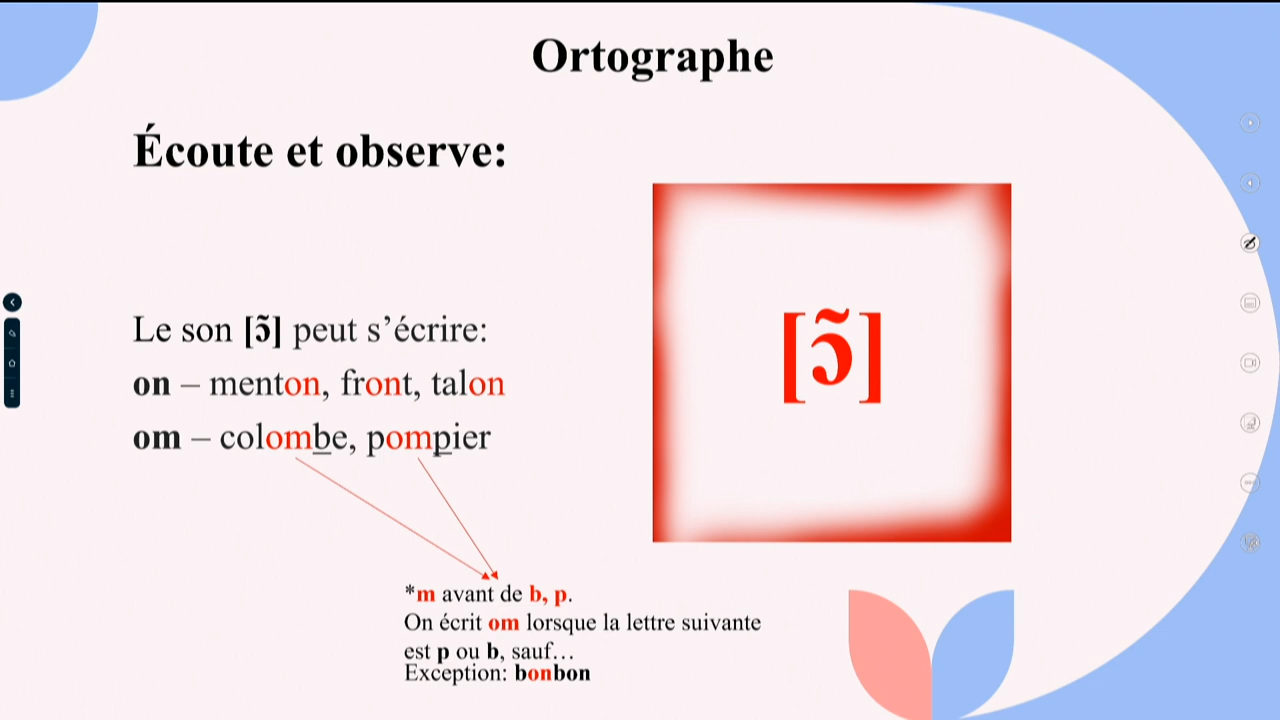 Ortographe
Écoute et observe:
Le son [ɔ̃] peut s’écrire:
on – menton, front, talon
om – colombe, pompier
[ɔ̃]
*m avant de b, p.
On écrit om lorsque la lettre suivante
est p ou b, sauf…
Exception: bonbon